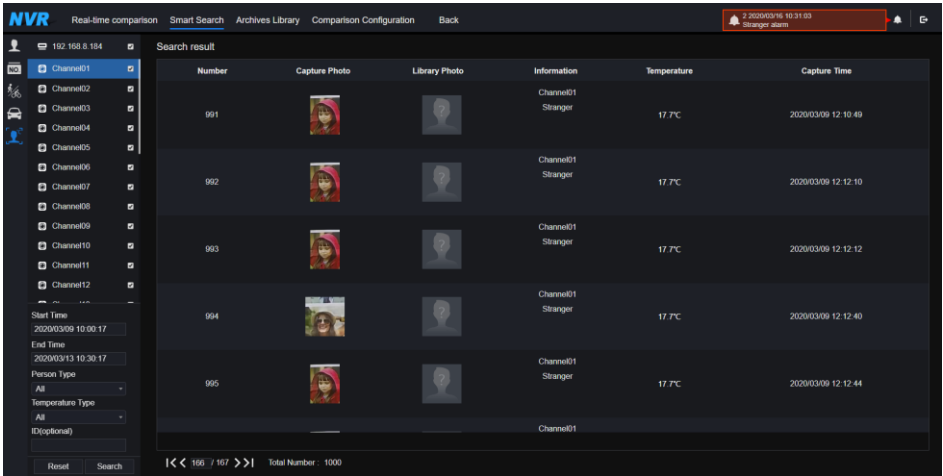 NVR Real-time comparison Smart Search Archives Library Comparison Configuration Back
2 2020/03/16 10:31:03
Stranger alarm
192.168.8.184
NO.
Channel01
Channel02
Channel03
Channel04
Channel05
Channel06
Channel07
Channel08
Channel09
Channel10
Channel11
Channel12
Start Time
2020/03/09 10:00:17
End Time
2020/03/13 10:30:17
Person Type
All
Temperature Type
All
ID(optional)
Reset Search
Search result
Number Capture Photo Library Photo Information Temperature Capture Time
Channel01
991 ? Stranger 17.7℃ 2020/03/09 12:10:49
Channel01
992 ? Stranger 17.7℃ 2020/03/09 12:12:10
Channel01
993 ? Stranger 17.7℃ 2020/03/09 12:12:12
Channel01
994 ? Stranger 17.7℃ 2020/03/09 12:12:40
Channel01
995 ? Stranger 17.7℃ 2020/03/09 12:12:44
Channel01
166 / 167 Total Number : 1000